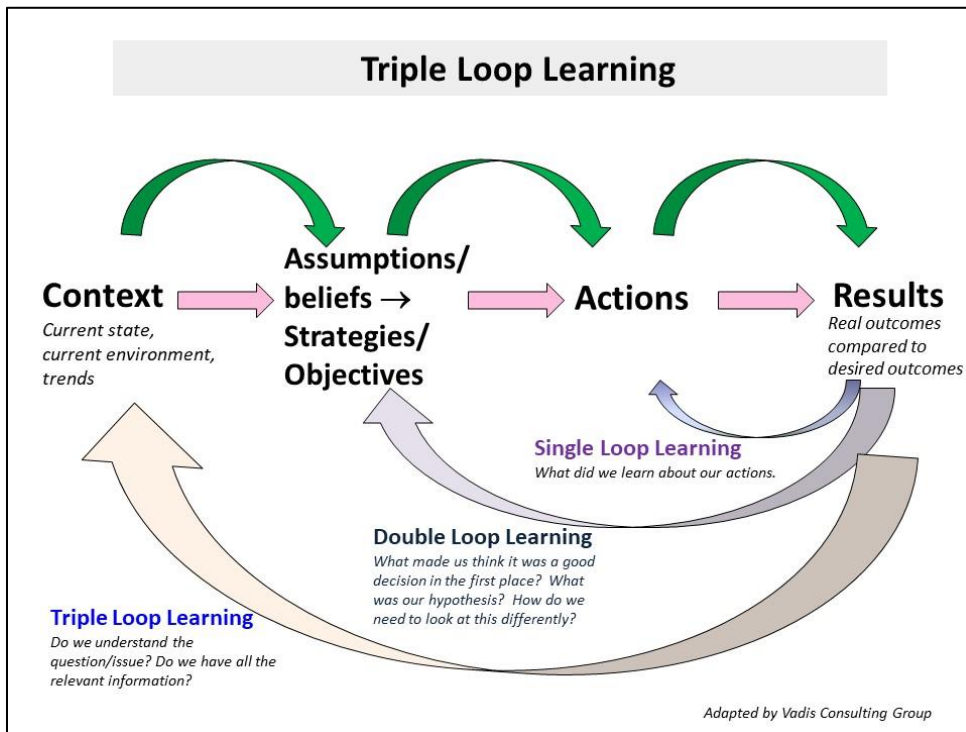 Triple Loop Learning
Context
Current state,
current environment,
trends
Assumptions/
beliefs →
Strategies/
Objectives
Actions
Results
Real outcomes
compared to
desired outcomes
Single Loop Learning
What did we learn about our actions.
Double Loop Learning
What made us think it was a good
decision in the first place?  What
was our hypothesis?  How do we
need to look at this differently?
Triple Loop Learning
Do we understand the
question/issue? Do we have all the
relevant information?
Adapted by Vadis Consulting Group